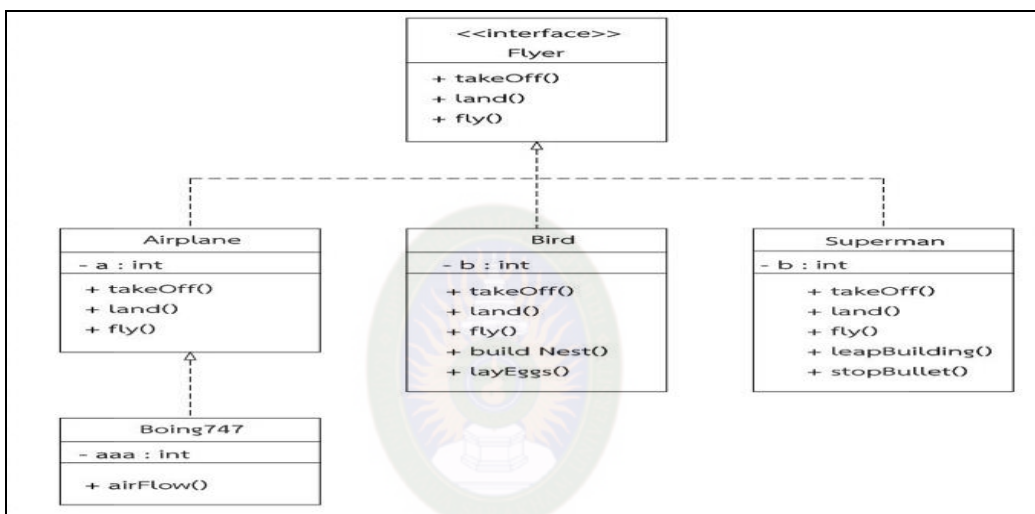 <<interface>>
Flyer
+ takeOff()
+ land()
+ fly()
Airplane
- a : int
+ takeOff()
+ land()
+ fly()
Bird
- b : int
+ takeOff()
+ land()
+ fly()
+ build Nest()
+ layEggs()
Superman
- b : int
+ takeOff()
+ land()
+ fly()
+ leapBuilding()
+ stopBullet()
Boing747
- aaa : int
+ airFlow()